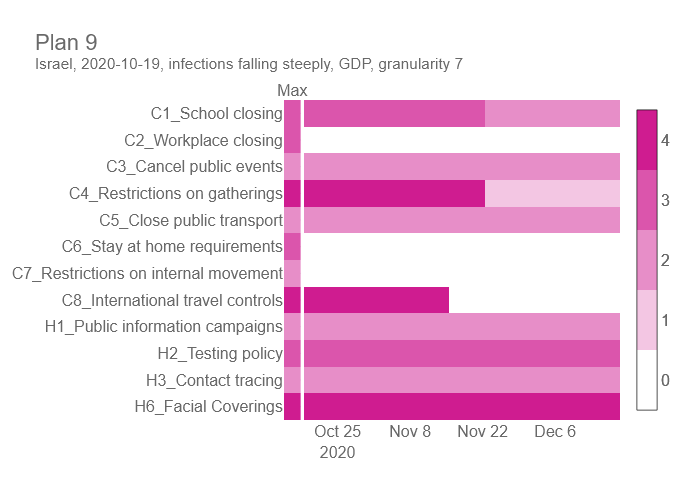 Plan 9
Israel, 2020-10-19, infections falling steeply, GDP, granularity 7
Max
C1_School closing
C2_Workplace closing
C3_Cancel public events
C4_Restrictions on gatherings
C5_Close public transport
C6_Stay at home requirements
C7_Restrictions on internal movement
C8_International travel controls
H1_Public information campaigns
H2_Testing policy
H3_Contact tracing
H6_Facial Coverings
4
3
2
1
0
Oct 25 Nov 8 Nov 22 Dec 6
2020